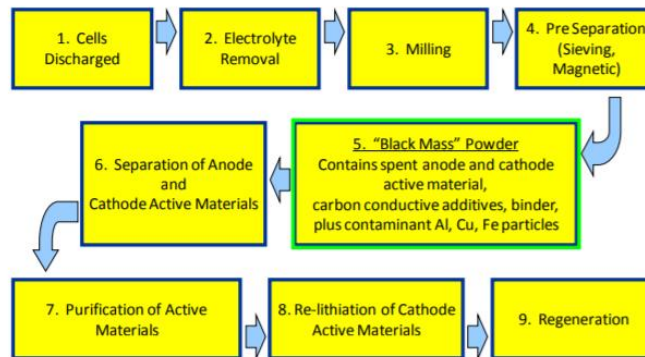 1. Cells
Discharged
2. Electrolyte
Removal
3. Milling
4. Pre Separation
(Sieving,
Magnetic)
5. “Black Mass” Powder
Contains spent anode and cathode
active material,
carbon conductive additives, binder,
plus contaminant Al, Cu, Fe particles
6. Separation of Anode
and
Cathode Active Materials
7. Purification of Active
Materials
8. Re-lithiation of Cathode
Active Materials
9. Regeneration